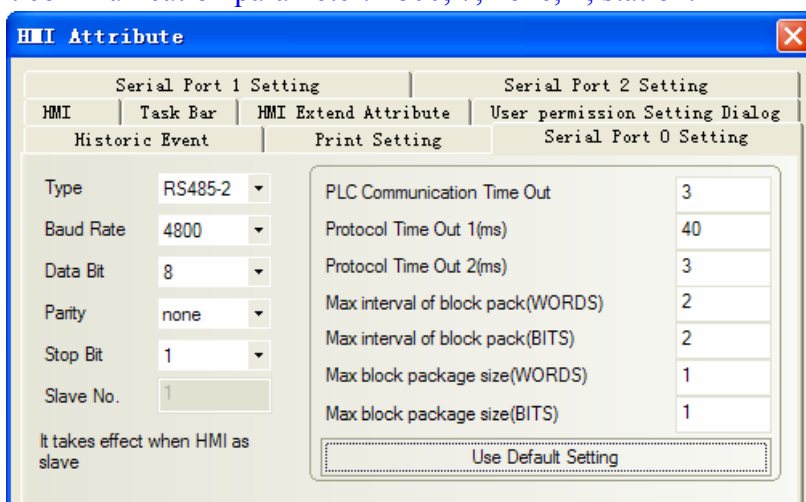 HMI Attribute
Serial Port 1 Setting Serial Port 2 Setting
HMI Task Bar HMI Extend Attribute User permission Setting Dialog
Historic Event Print Setting Serial Port 0 Setting
Type RS485-2
Baud Rate 4800
Data Bit 8
Parity none
Stop Bit 1
Slave No. 1
It takes effect when HMI as
slave
PLC Communication Time Out 3
Protocol Time Out 1(ms) 40
Protocol Time Out 2(ms) 3
Max interval of block pack(WORDS) 2
Max interval of block pack(BITS) 2
Max block package size(WORDS) 1
Max block package size(BITS) 1
Use Default Setting